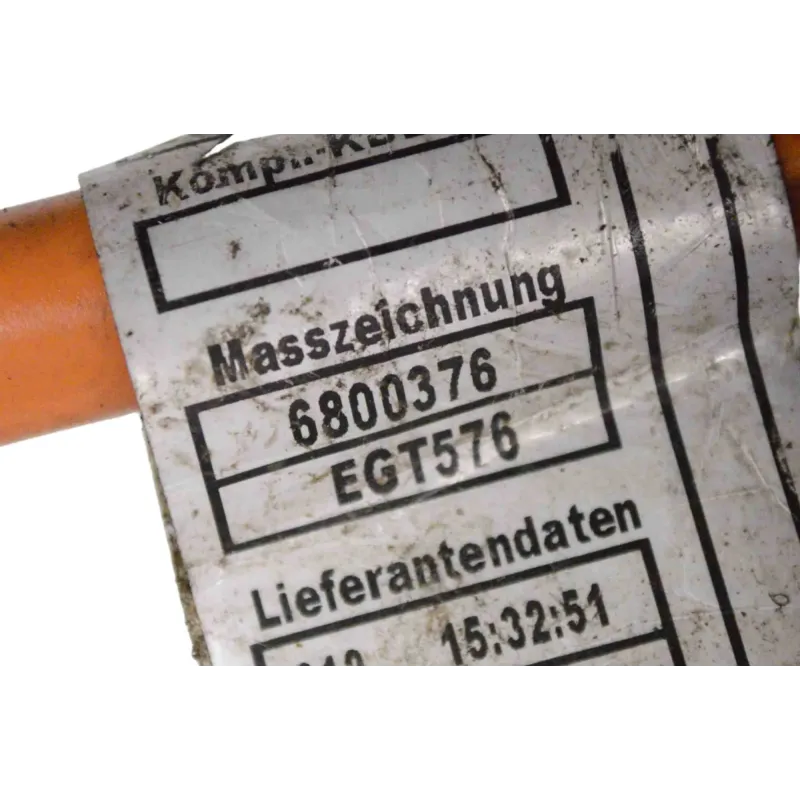 Masszeichnung
6800376
EGT576
Lieferantendaten
15:32:51